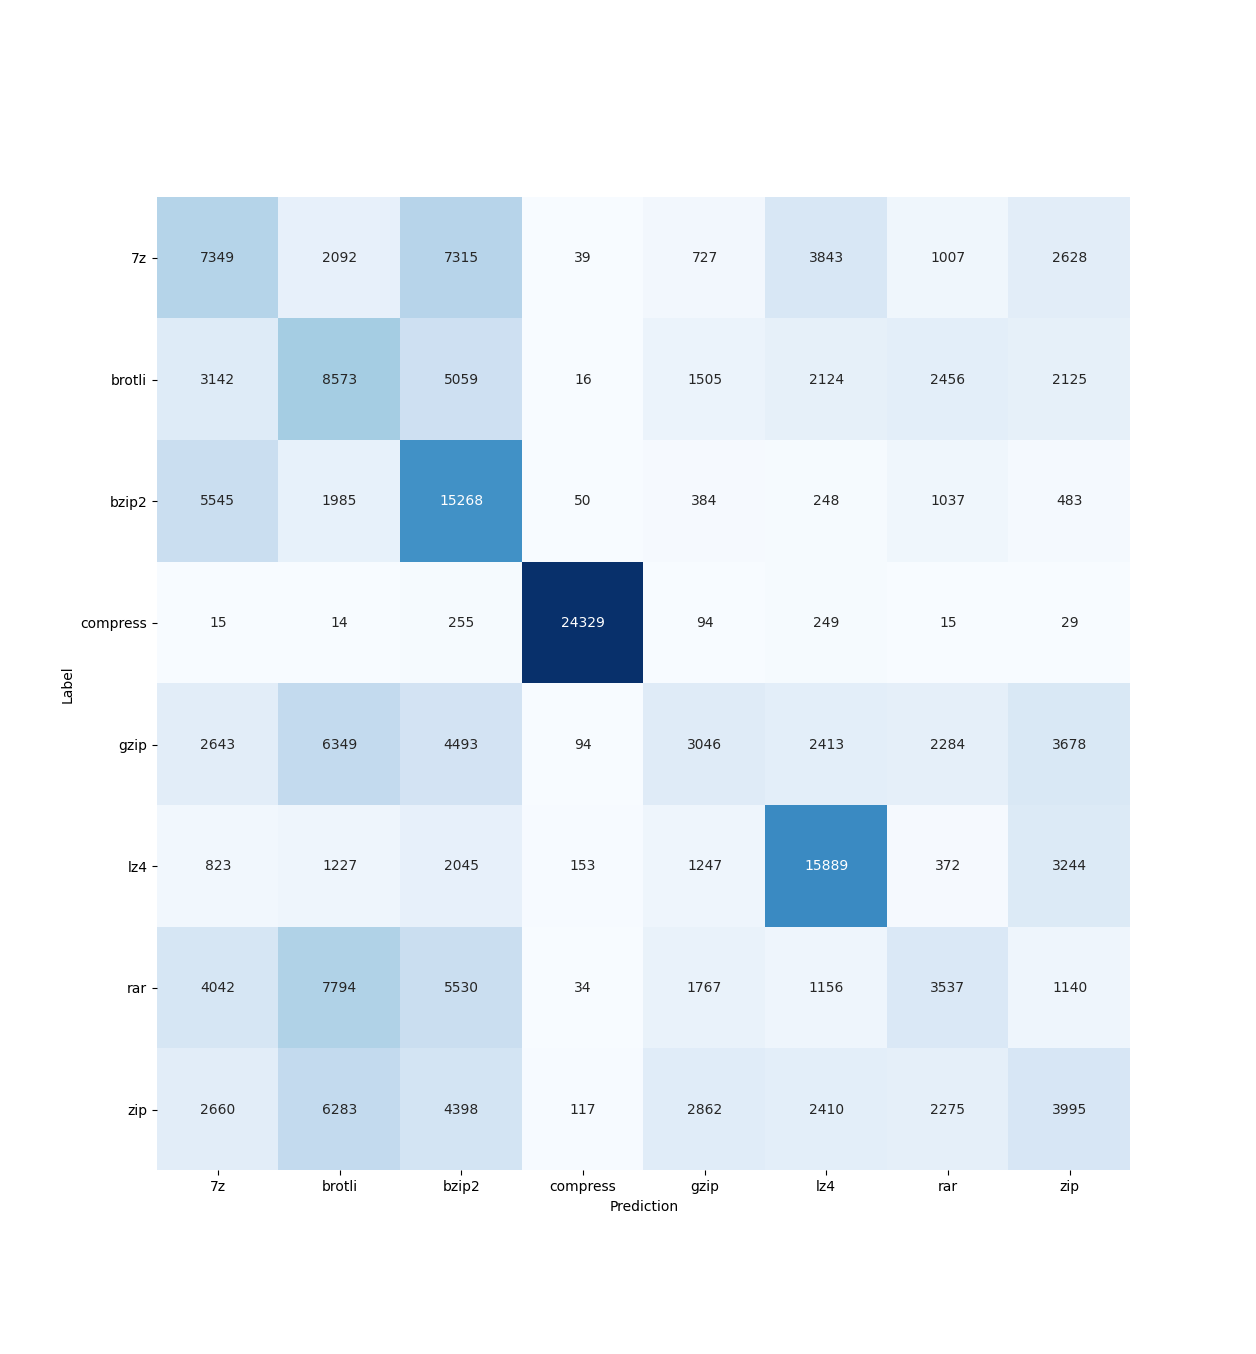 7z 7349 2092 7315 39 727 3843 1007 2628
brotli 3142 8573 5059 16 1505 2124 2456 2125
bzip2 5545 1985 15268 50 384 248 1037 483
compress 15 14 255 24329 94 249 15 29
Label
gzip 2643 6349 4493 94 3046 2413 2284 3678
lz4 823 1227 2045 153 1247 15889 372 3244
rar 4042 7794 5530 34 1767 1156 3537 1140
zip 2660 6283 4398 117 2862 2410 2275 3995
7z brotli bzip2 compress gzip lz4 rar zip
Prediction